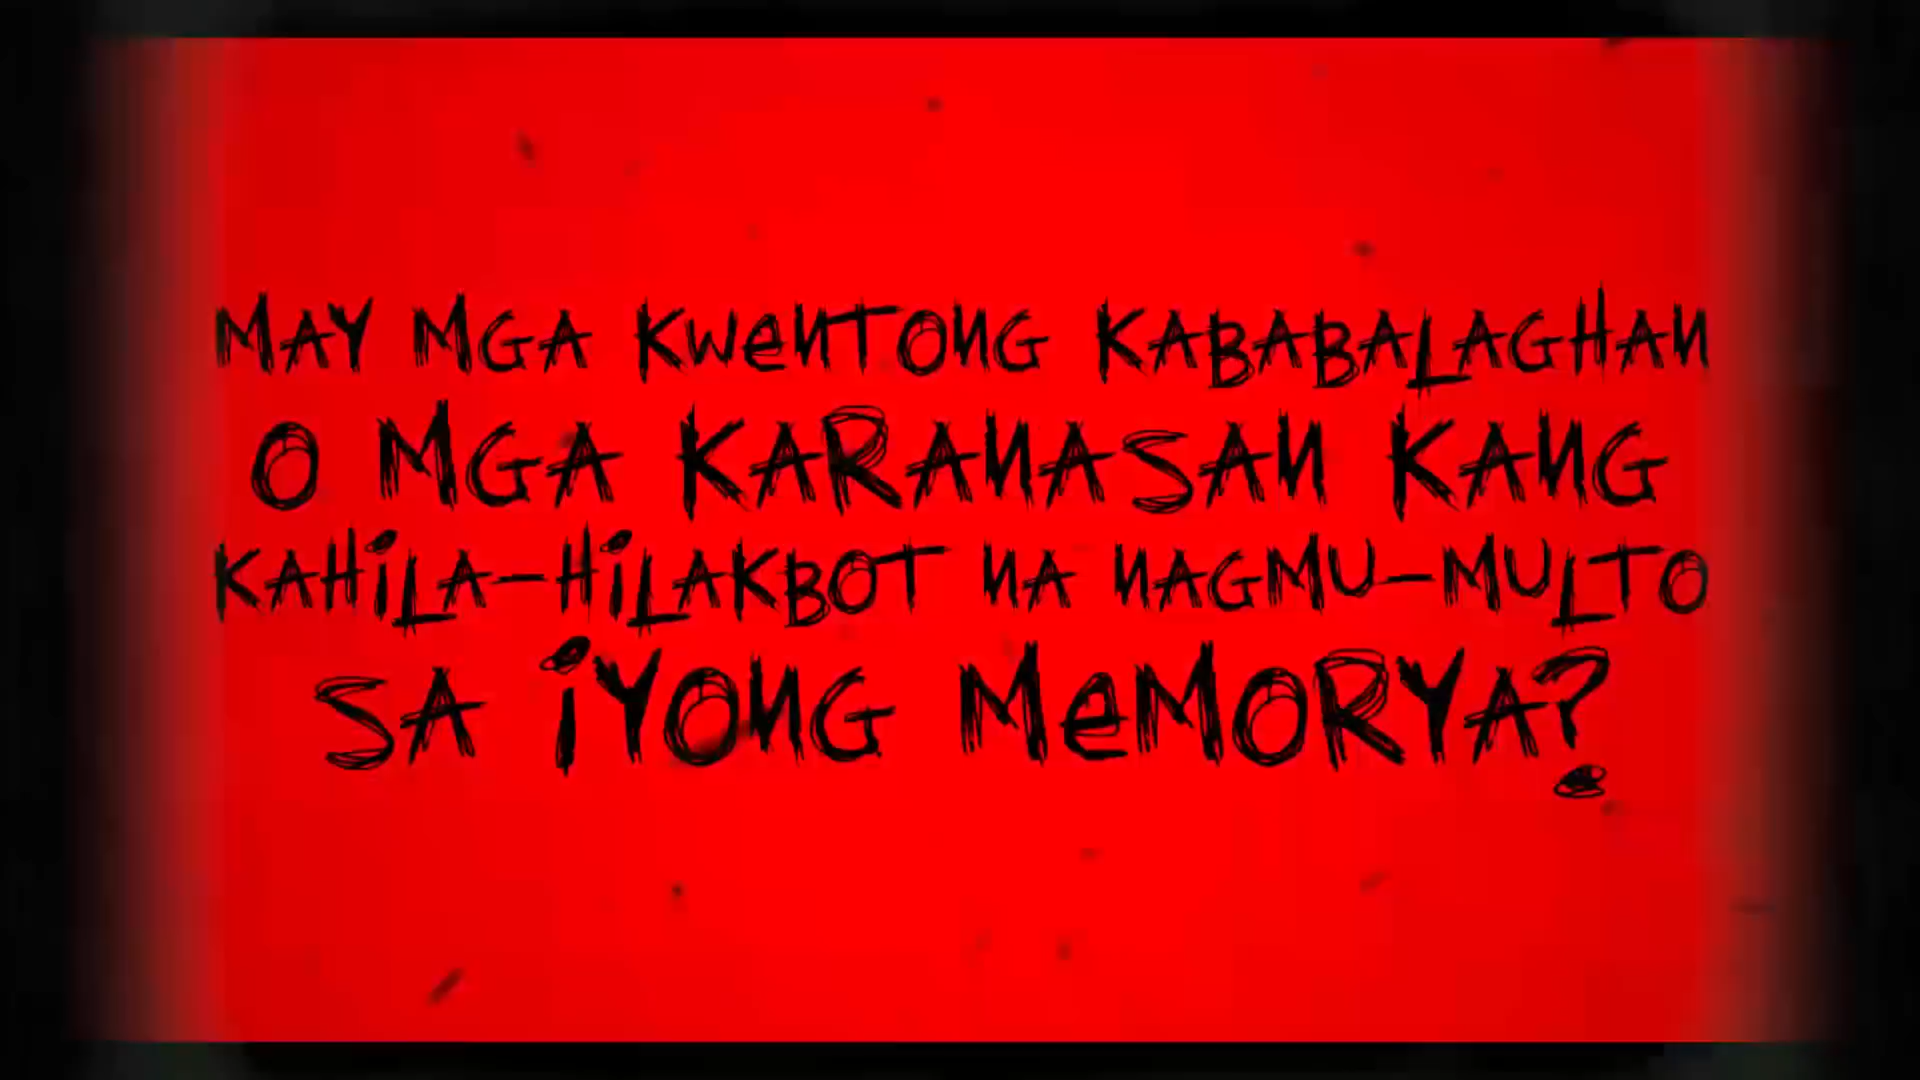 MAY MGA KWeNTONG KABABALAGHAN
O MGA KARANASAN KANG
KAHiLA-HiLAKBOT NA NAGMU-MULTO
SA iYONG MeMORYA?